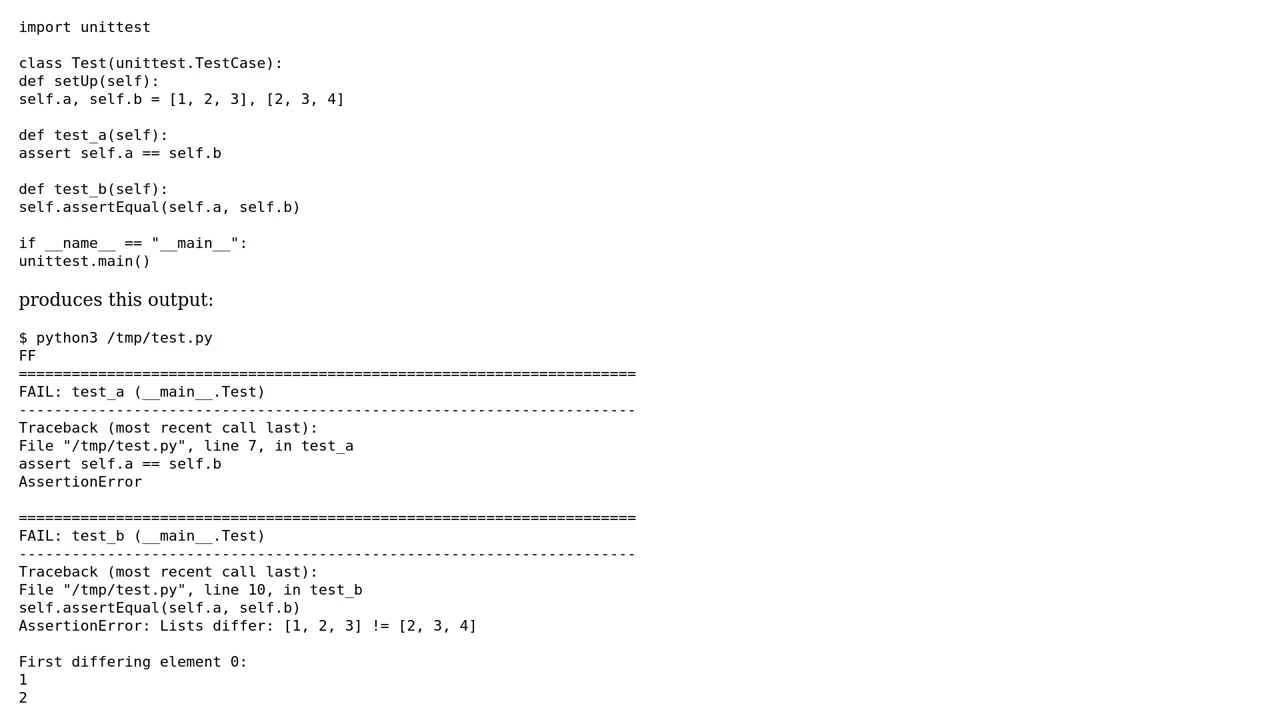 import unittest

class Test(unittest.TestCase):
def setUp(self):
self.a, self.b = [1, 2, 3], [2, 3, 4]

def test_a(self):
assert self.a == self.b

def test_b(self):
self.assertEqual(self.a, self.b)

if __name__ == "__main__":
unittest.main()

produces this output:

$ python3 /tmp/test.py
FF
======================================================================
FAIL: test_a (__main__.Test)
----------------------------------------------------------------------
Traceback (most recent call last):
File "/tmp/test.py", line 7, in test_a
assert self.a == self.b
AssertionError

======================================================================
FAIL: test_b (__main__.Test)
----------------------------------------------------------------------
Traceback (most recent call last):
File "/tmp/test.py", line 10, in test_b
self.assertEqual(self.a, self.b)
AssertionError: Lists differ: [1, 2, 3] != [2, 3, 4]

First differing element 0:
1
2